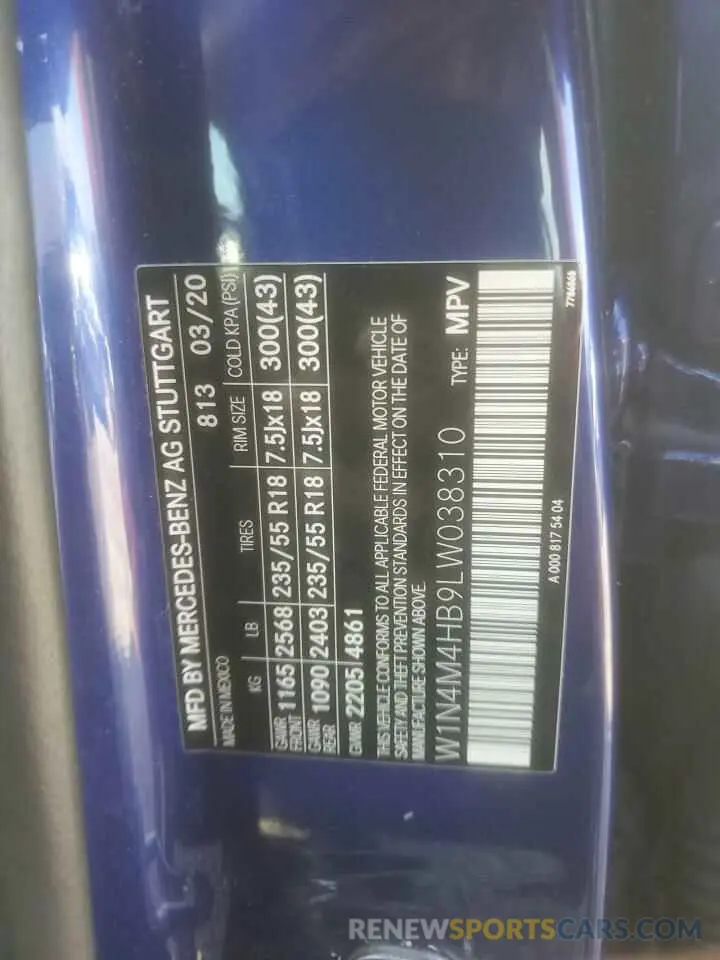 MFD BY MERCEDES-BENZ AG STUTTGART
813 03/20
MADE IN MEXICO
KG LB TIRES RIM SIZE COLD KPA (PSI)
GAWR FRONT 1165 2568 235/55 R18 7.5Jx18 300(43)
GAWR REAR 1090 2403 235/55 R18 7.5Jx18 300(43)
GVWR 2205 4861
THIS VEHICLE CONFORMS TO ALL APPLICABLE FEDERAL MOTOR VEHICLE
SAFETY AND THEFT PREVENTION STANDARDS IN EFFECT ON THE DATE OF
MANUFACTURE SHOWN ABOVE.
W1N4M4HB9LW038310 TYPE: MPV
A 000 817 54 04
RENEWSPORTSCARS.COM